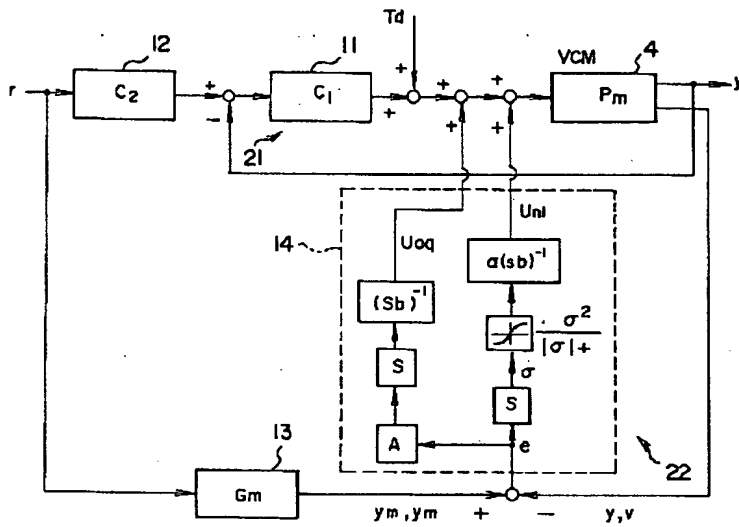 Td
12
11
VCM
4
r
C2
+
−
C1
+
+
+
+
+
+
Pm
y
21
14
Uoq
Unl
(Sb)⁻¹
α(sb)⁻¹
σ²
|σ|+
S
σ
S
A
e
13
22
Gm
ym, ym
+
−
y,v